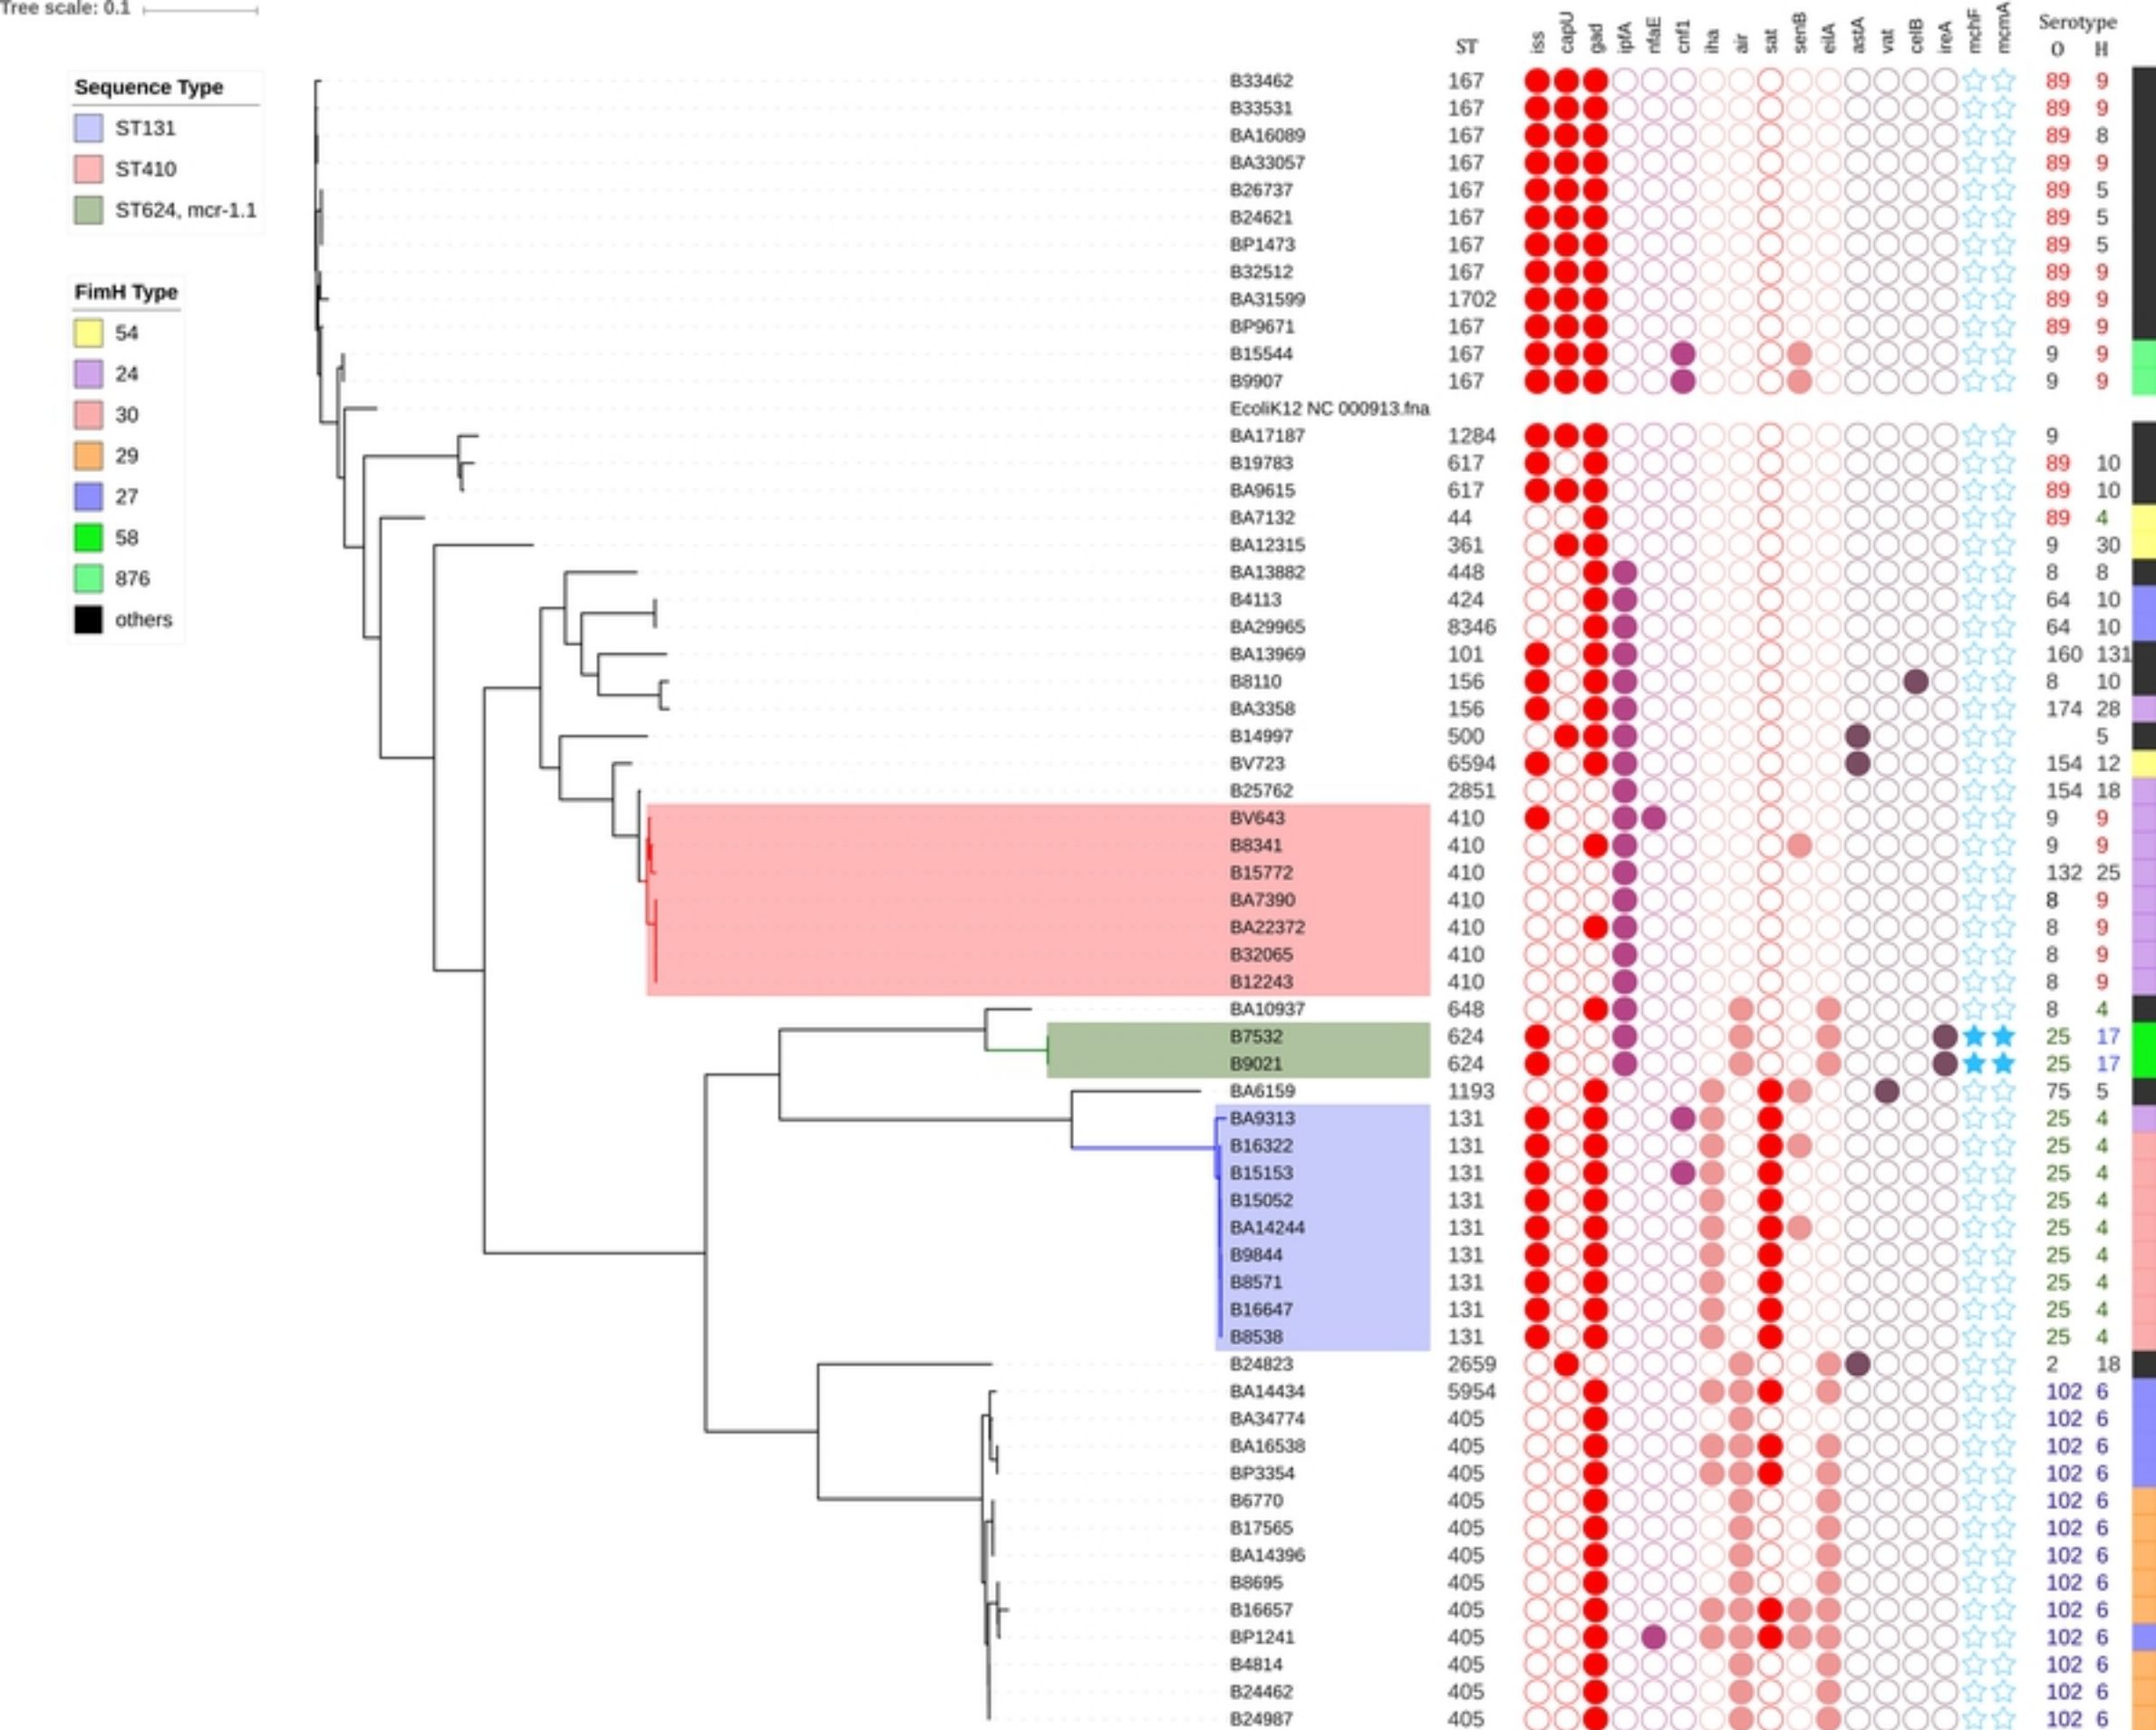 Tree scale: 0.1
Sequence Type
ST131
ST410
ST624, mcr-1.1
FimH Type
54
24
30
29
27
58
876
others
ST iss capU gad ipfA nfaE cnf1 iha air sat senB eilA astA vat celB ireA mchF mcmA Serotype
O H
B33462 167 89 9
B33531 167 89 9
BA16089 167 89 8
BA33057 167 89 9
B26737 167 89 5
B24621 167 89 5
BP1473 167 89 5
B32512 167 89 9
BA31599 1702 89 9
BP9671 167 89 9
B15544 167 9 9
B9907 167 9 9
EcoliK12 NC 000913.fna
BA17187 1284 9
B19783 617 89 10
BA9615 617 89 10
BA7132 44 89 4
BA12315 361 9 30
BA13882 448 8 8
B4113 424 64 10
BA29965 8346 64 10
BA13969 101 160 131
B8110 156 8 10
BA3358 156 174 28
B14997 500 5
BV723 6594 154 12
B25762 2851 154 18
BV643 410 9 9
B8341 410 9 9
B15772 410 132 25
BA7390 410 8 9
BA22372 410 8 9
B32065 410 8 9
B12243 410 8 9
BA10937 648 8 4
B7532 624 25 17
B9021 624 25 17
BA6159 1193 75 5
BA9313 131 25 4
B16322 131 25 4
B15153 131 25 4
B15052 131 25 4
BA14244 131 25 4
B9844 131 25 4
B8571 131 25 4
B16647 131 25 4
B8538 131 25 4
B24823 2659 2 18
BA14434 5954 102 6
BA34774 405 102 6
BA16538 405 102 6
BP3354 405 102 6
B6770 405 102 6
B17565 405 102 6
BA14396 405 102 6
B8695 405 102 6
B16657 405 102 6
BP1241 405 102 6
B4814 405 102 6
B24462 405 102 6
B24987 405 102 6